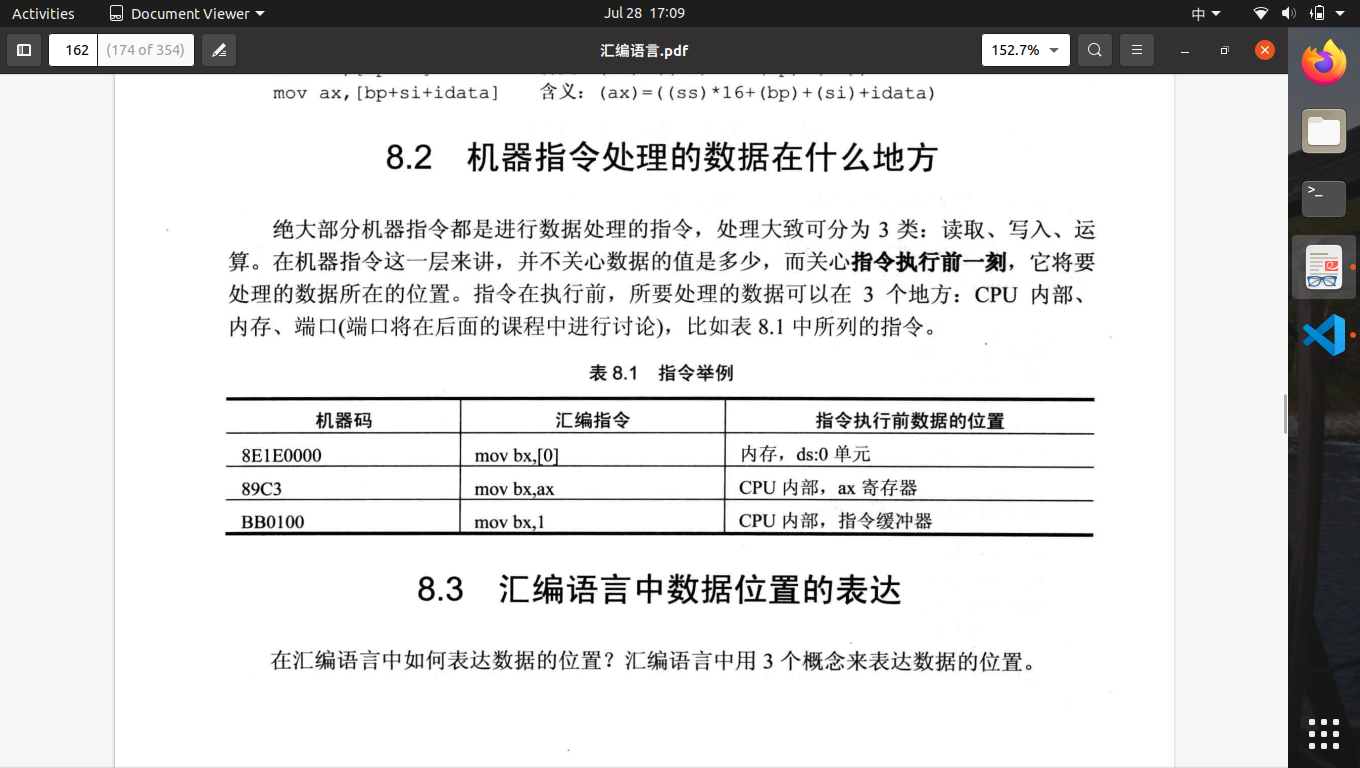 Activities Document Viewer Jul 28 17:09 中
162 (174 of 354) 汇编语言.pdf 152.7%
mov ax,[bp+si+idata] 含义：(ax)=((ss)*16+(bp)+(si)+idata)
8.2 机器指令处理的数据在什么地方
绝大部分机器指令都是进行数据处理的指令，处理大致可分为 3 类：读取、写入、运
算。在机器指令这一层来讲，并不关心数据的值是多少，而关心指令执行前一刻，它将要
处理的数据所在的位置。指令在执行前，所要处理的数据可以在 3 个地方：CPU 内部、
内存、端口(端口将在后面的课程中进行讨论)，比如表 8.1 中所列的指令。
表 8.1 指令举例
机器码 汇编指令 指令执行前数据的位置
8E1E0000 mov bx,[0] 内存，ds:0 单元
89C3 mov bx,ax CPU 内部，ax 寄存器
BB0100 mov bx,1 CPU 内部，指令缓冲器
8.3 汇编语言中数据位置的表达
在汇编语言中如何表达数据的位置？汇编语言中用 3 个概念来表达数据的位置。